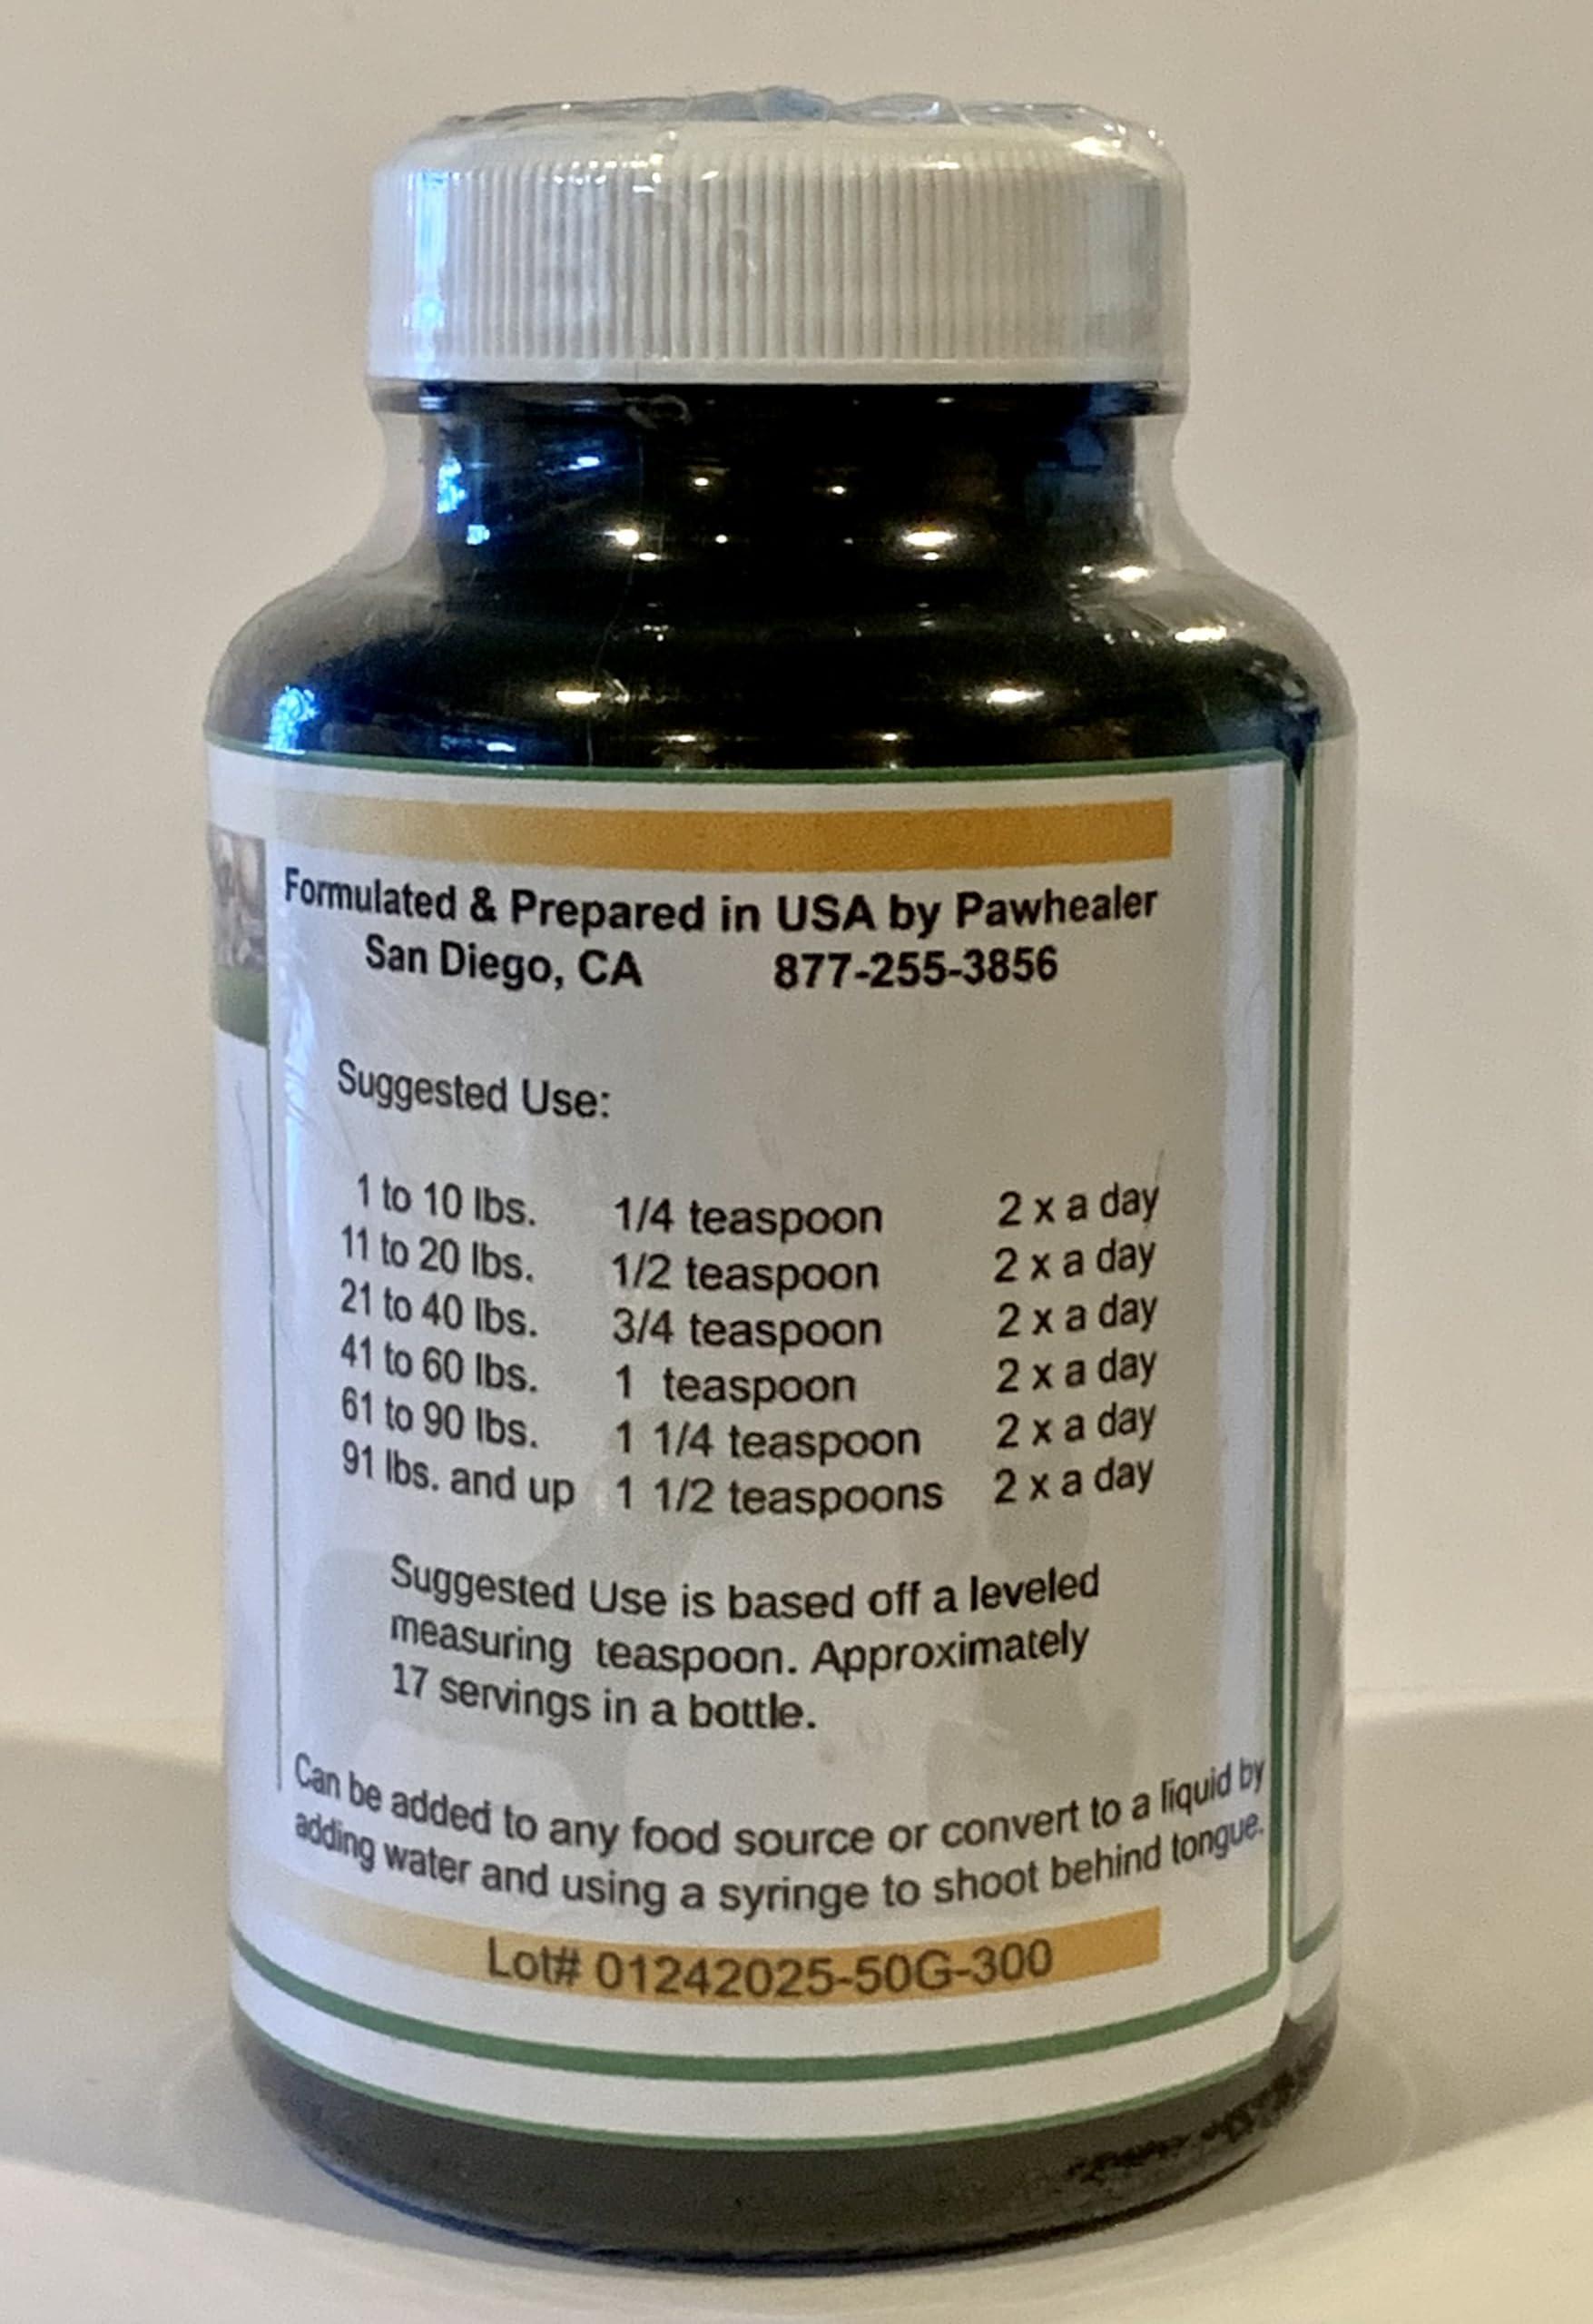 Formulated & Prepared in USA by Pawhealer
San Diego, CA 877-255-3856
Suggested Use:
1 to 10 lbs. 1/4 teaspoon 2 x a day
11 to 20 lbs. 1/2 teaspoon 2 x a day
21 to 40 lbs. 3/4 teaspoon 2 x a day
41 to 60 lbs. 1 teaspoon 2 x a day
61 to 90 lbs. 1 1/4 teaspoon 2 x a day
91 lbs. and up 1 1/2 teaspoons 2 x a day
Suggested Use is based off a leveled
measuring teaspoon. Approximately
17 servings in a bottle.
Can be added to any food source or convert to a liquid by
adding water and using a syringe to shoot behind tongue.
Lot# 01242025-50G-300